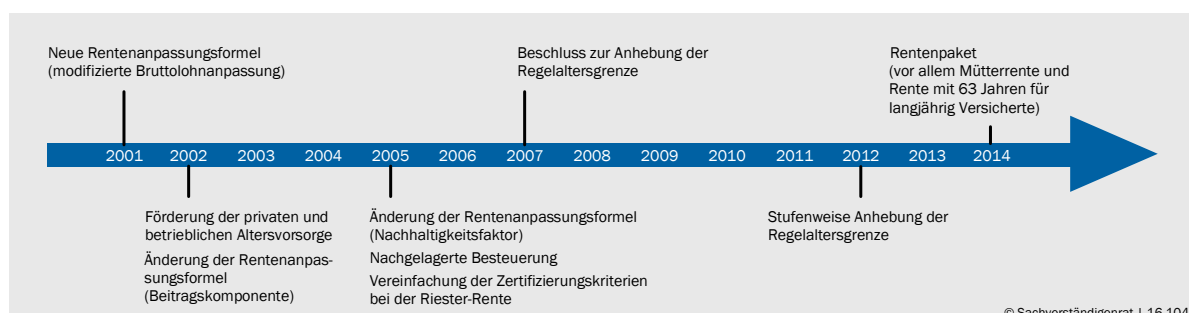 Neue Rentenanpassungsformel
(modifizierte Bruttolohnanpassung)
Beschluss zur Anhebung der
Regelaltersgrenze
Rentenpaket
(vor allem Mütterrente und
Rente mit 63 Jahren für
langjährig Versicherte)
2001 2002 2003 2004 2005 2006 2007 2008 2009 2010 2011 2012 2013 2014
Förderung der privaten und
betrieblichen Altersvorsorge
Änderung der Rentenanpas-
sungsformel
(Beitragskomponente)
Änderung der Rentenanpassungsformel
(Nachhaltigkeitsfaktor)
Nachgelagerte Besteuerung
Vereinfachung der Zertifizierungskriterien
bei der Riester-Rente
Stufenweise Anhebung der
Regelaltersgrenze
© Sachverständigenrat | 16-104